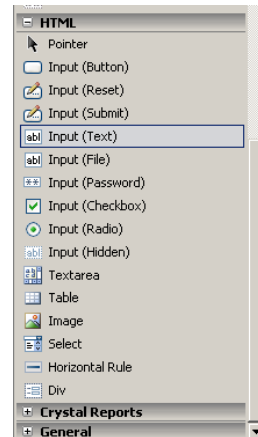 HTML
Pointer
Input (Button)
Input (Reset)
Input (Submit)
abl Input (Text)
abl Input (File)
** Input (Password)
Input (Checkbox)
Input (Radio)
abl Input (Hidden)
Textarea
Table
Image
Select
Horizontal Rule
Div
Crystal Reports
General